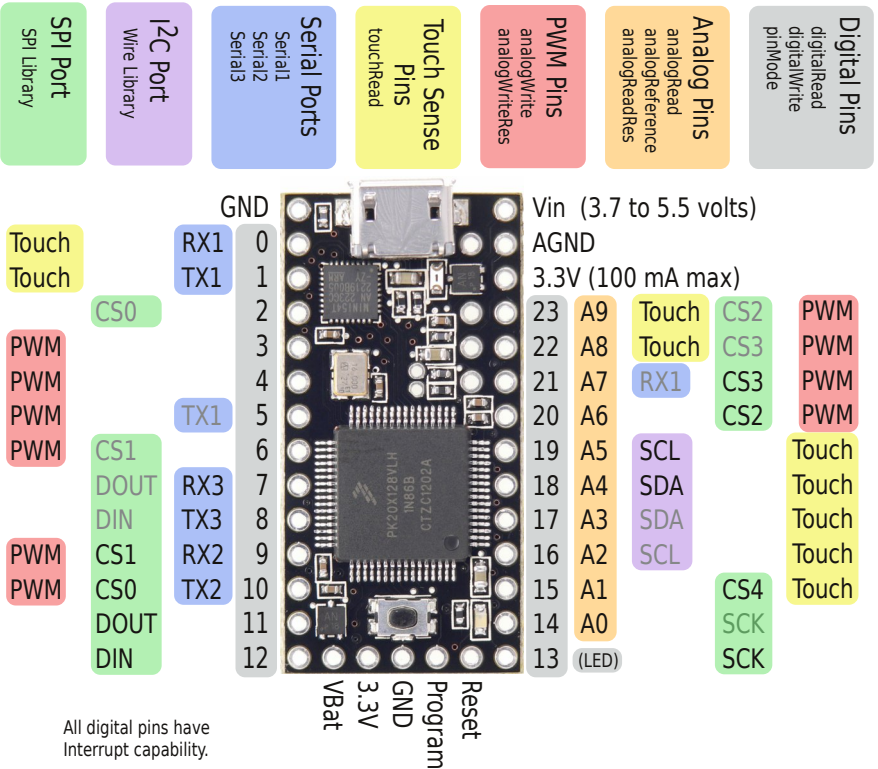 SPI Port
SPI Library
I2C Port
Wire Library
Serial Ports
Serial1
Serial2
Serial3
Touch Sense
Pins
touchRead
PWM Pins
analogWrite
analogWriteRes
Analog Pins
analogRead
analogReference
analogReadRes
Digital Pins
digitalRead
digitalWrite
pinMode
GND Vin (3.7 to 5.5 volts)
Touch RX1 0 AGND
Touch TX1 1 3.3V (100 mA max)
CS0 2 23 A9 Touch CS2 PWM
PWM 3 22 A8 Touch CS3 PWM
PWM 4 21 A7 RX1 CS3 PWM
PWM TX1 5 20 A6 CS2 PWM
PWM CS1 6 19 A5 SCL Touch
DOUT RX3 7 18 A4 SDA Touch
DIN TX3 8 17 A3 SDA Touch
PWM CS1 RX2 9 16 A2 SCL Touch
PWM CS0 TX2 10 15 A1 CS4 Touch
DOUT 11 14 A0 SCK
DIN 12 13 (LED) SCK
PK20X128VLH
1N86B
CTZC1202A
VBat
3.3V
GND
Program
Reset
All digital pins have
Interrupt capability.